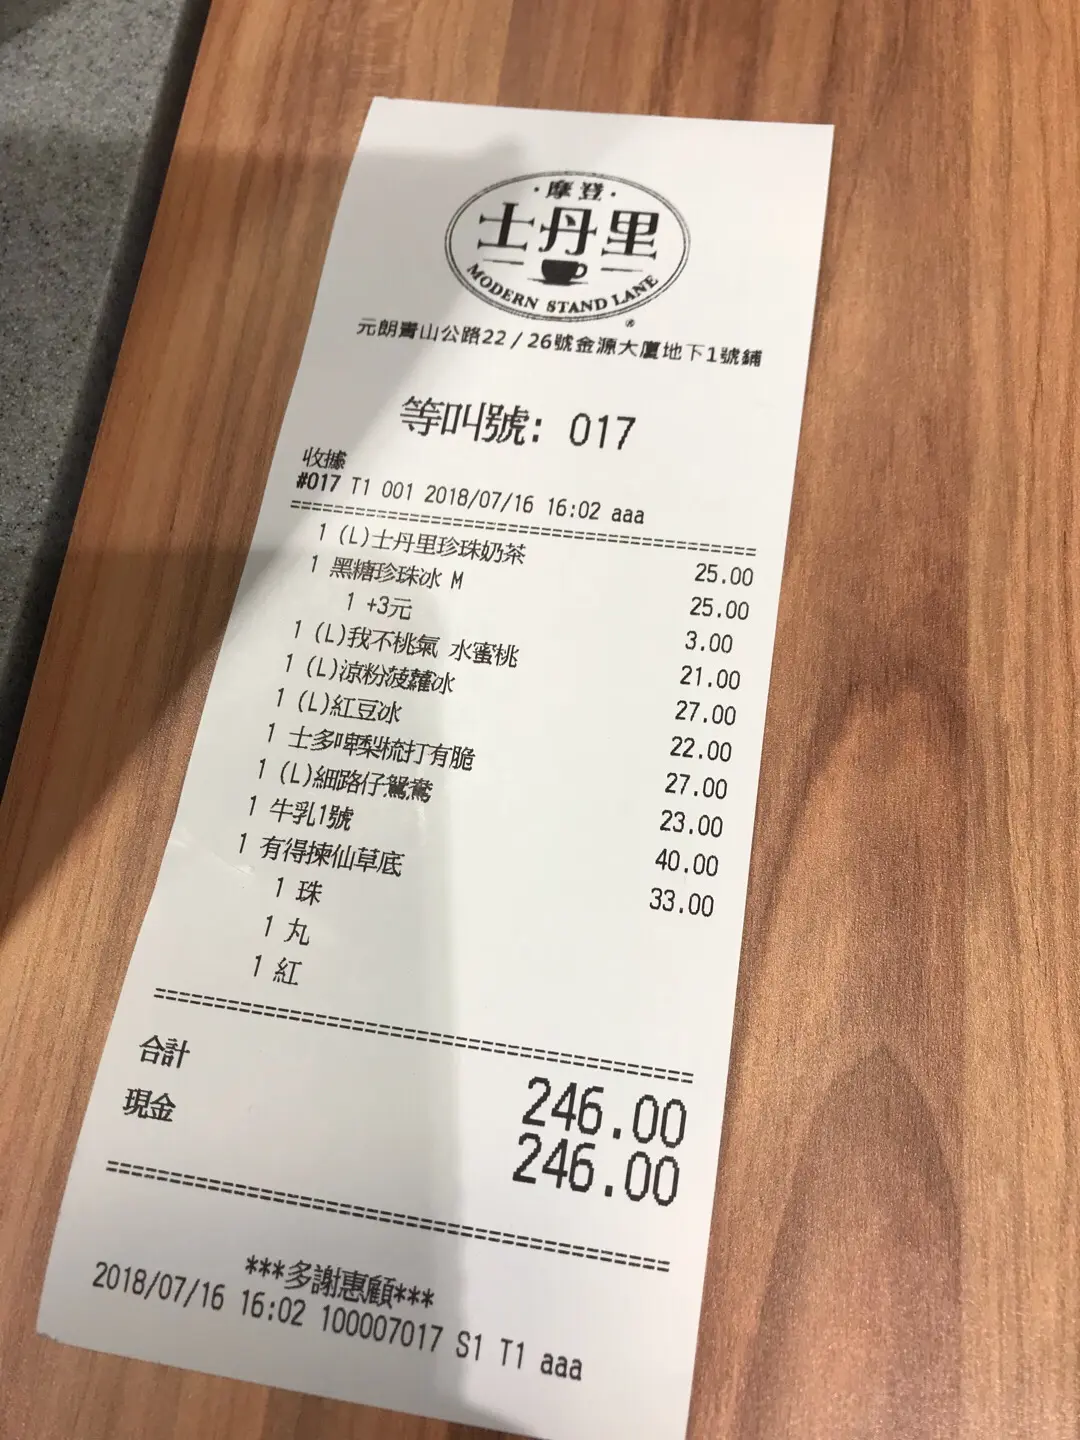 ·摩登·
士丹里
MODERN STAND LANE
®
元朗青山公路22/26號金源大廈地下1號鋪
等叫號: 017
收據
#017 T1 001 2018/07/16 16:02 aaa
1 (L)士丹里珍珠奶茶 25.00
1 黑糖珍珠冰 M 25.00
1 +3元 3.00
1 (L)我不桃氣 水蜜桃 21.00
1 (L)涼粉菠蘿冰 27.00
1 (L)紅豆冰 22.00
1 士多啤梨梳打有脆 27.00
1 (L)細路仔鴛鴦 23.00
1 牛乳1號 40.00
1 有得揀仙草底 33.00
1 珠
1 丸
1 紅
合計 246.00
現金 246.00
***多謝惠顧***
2018/07/16 16:02 100007017 S1 T1 aaa